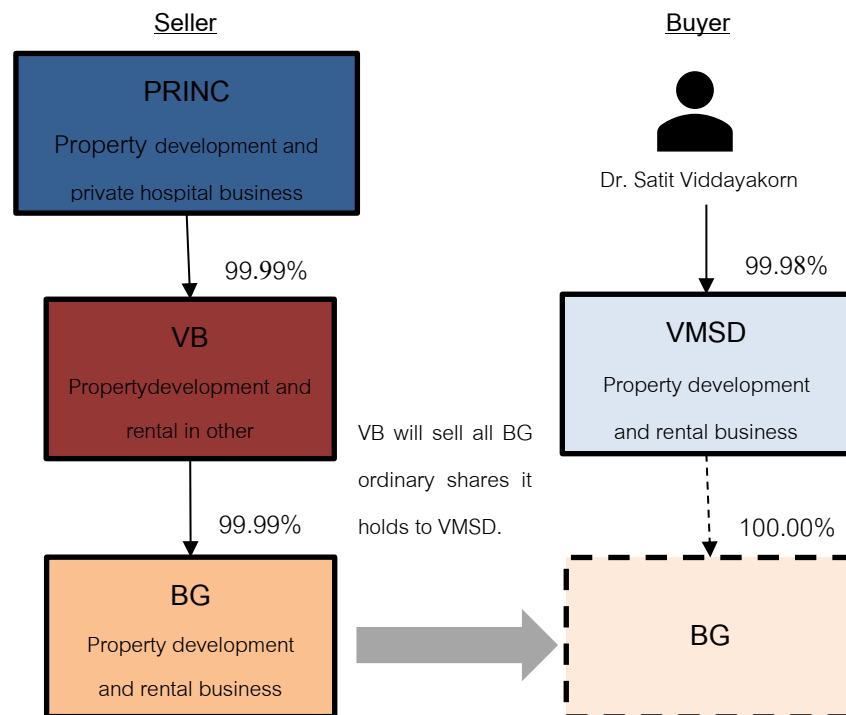 Seller
PRINC
Property development and
private hospital business
99.99%
VB
Propertydevelopment and
rental in other
99.99%
BG
Property development
and rental business
VB will sell all BG
ordinary shares it
holds to VMSD.
Buyer
Dr. Satit Viddayakorn
99.98%
VMSD
Property development
and rental business
100.00%
BG